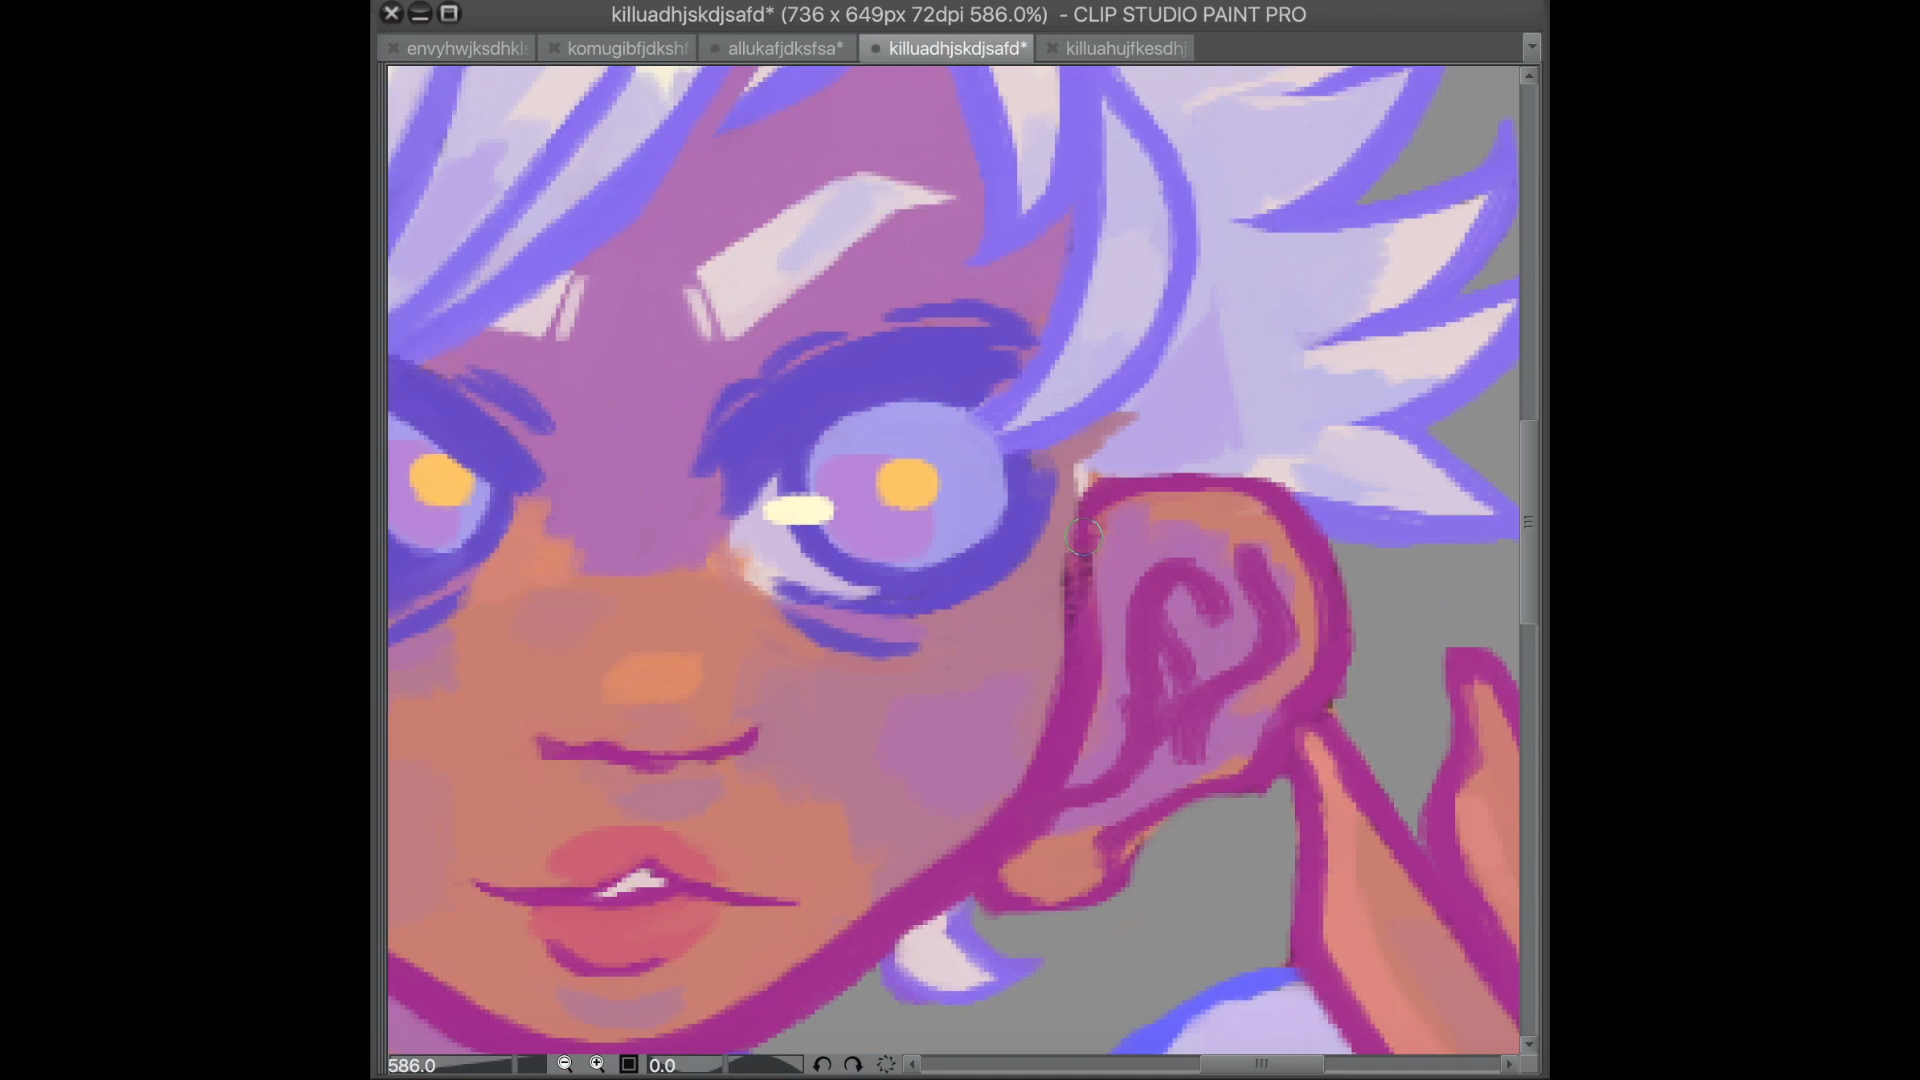 killuadhjskdjsafd* (736 x 649px 72dpi 586.0%) - CLIP STUDIO PAINT PRO
envyhwjksdhkls komugibfjdkshf allukafjdksfsa* killuadhjskdjsafd* killuahujfkesdhj
586.0 0.0